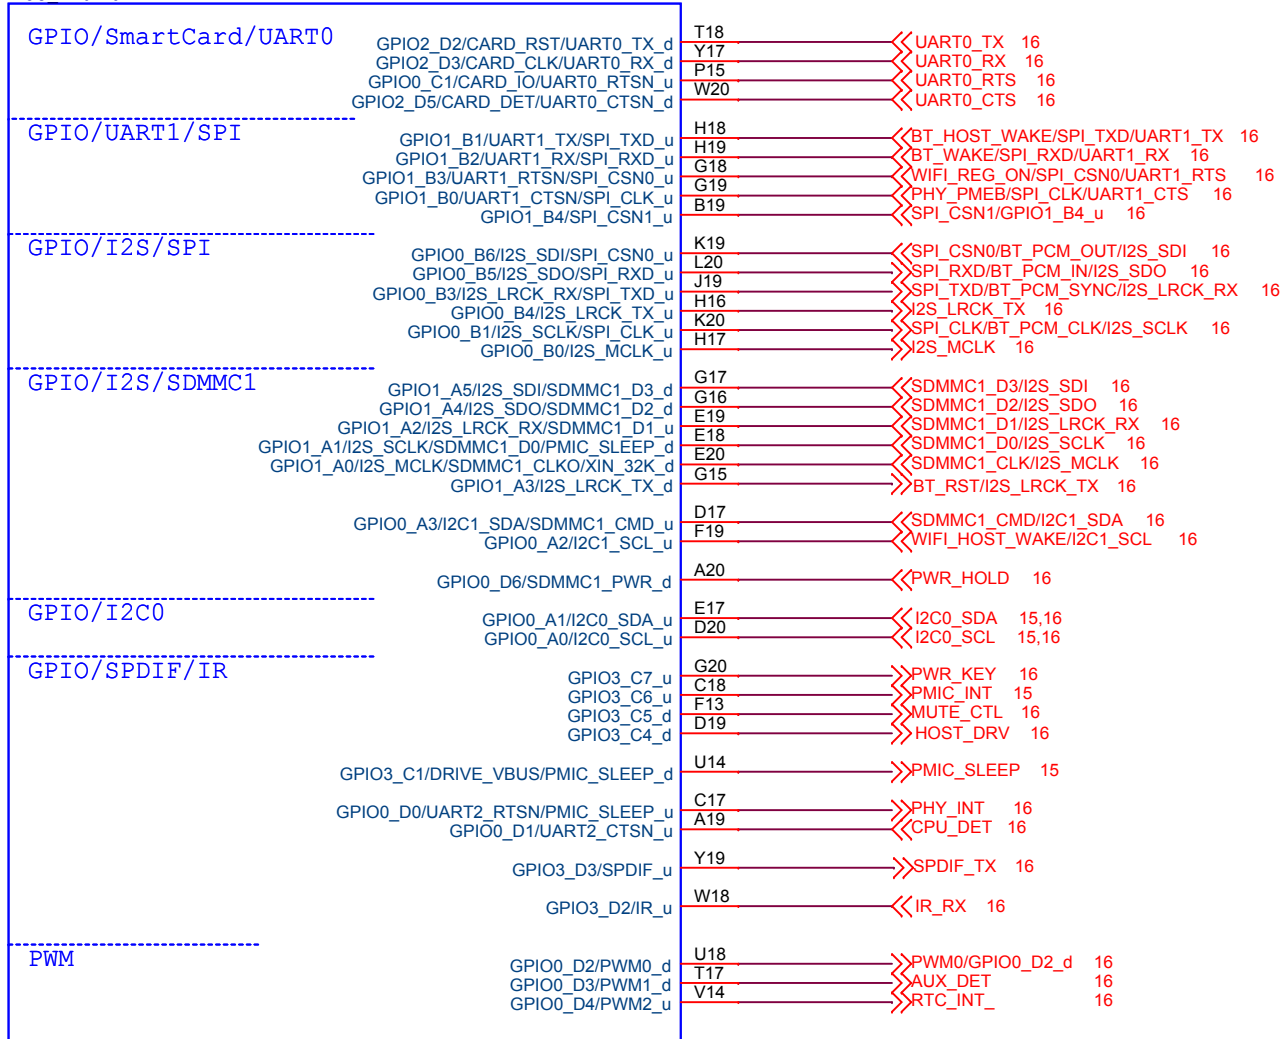 GPIO/SmartCard/UART0
GPIO2_D2/CARD_RST/UART0_TX_d T18 UART0_TX 16
GPIO2_D3/CARD_CLK/UART0_RX_d Y17 UART0_RX 16
GPIO0_C1/CARD_IO/UART0_RTSN_u P15 UART0_RTS 16
GPIO2_D5/CARD_DET/UART0_CTSN_d W20 UART0_CTS 16
GPIO/UART1/SPI
GPIO1_B1/UART1_TX/SPI_TXD_u H18 BT_HOST_WAKE/SPI_TXD/UART1_TX 16
GPIO1_B2/UART1_RX/SPI_RXD_u H19 BT_WAKE/SPI_RXD/UART1_RX 16
GPIO1_B3/UART1_RTSN/SPI_CSN0_u G18 WIFI_REG_ON/SPI_CSN0/UART1_RTS 16
GPIO1_B0/UART1_CTSN/SPI_CLK_u G19 PHY_PMEB/SPI_CLK/UART1_CTS 16
GPIO1_B4/SPI_CSN1_u B19 SPI_CSN1/GPIO1_B4_u 16
GPIO/I2S/SPI
GPIO0_B6/I2S_SDI/SPI_CSN0_u K19 SPI_CSN0/BT_PCM_OUT/I2S_SDI 16
GPIO0_B5/I2S_SDO/SPI_RXD_u L20 SPI_RXD/BT_PCM_IN/I2S_SDO 16
GPIO0_B3/I2S_LRCK_RX/SPI_TXD_u J19 SPI_TXD/BT_PCM_SYNC/I2S_LRCK_RX 16
GPIO0_B4/I2S_LRCK_TX_u H16 I2S_LRCK_TX 16
GPIO0_B1/I2S_SCLK/SPI_CLK_u K20 SPI_CLK/BT_PCM_CLK/I2S_SCLK 16
GPIO0_B0/I2S_MCLK_u H17 I2S_MCLK 16
GPIO/I2S/SDMMC1
GPIO1_A5/I2S_SDI/SDMMC1_D3_d G17 SDMMC1_D3/I2S_SDI 16
GPIO1_A4/I2S_SDO/SDMMC1_D2_d G16 SDMMC1_D2/I2S_SDO 16
GPIO1_A2/I2S_LRCK_RX/SDMMC1_D1_u E19 SDMMC1_D1/I2S_LRCK_RX 16
GPIO1_A1/I2S_SCLK/SDMMC1_D0/PMIC_SLEEP_d E18 SDMMC1_D0/I2S_SCLK 16
GPIO1_A0/I2S_MCLK/SDMMC1_CLKO/XIN_32K_d E20 SDMMC1_CLK/I2S_MCLK 16
GPIO1_A3/I2S_LRCK_TX_d G15 BT_RST/I2S_LRCK_TX 16
GPIO0_A3/I2C1_SDA/SDMMC1_CMD_u D17 SDMMC1_CMD/I2C1_SDA 16
GPIO0_A2/I2C1_SCL_u F19 WIFI_HOST_WAKE/I2C1_SCL 16
GPIO0_D6/SDMMC1_PWR_d A20 PWR_HOLD 16
GPIO/I2C0
GPIO0_A1/I2C0_SDA_u E17 I2C0_SDA 15,16
GPIO0_A0/I2C0_SCL_u D20 I2C0_SCL 15,16
GPIO/SPDIF/IR
GPIO3_C7_u G20 PWR_KEY 16
GPIO3_C6_u C18 PMIC_INT 15
GPIO3_C5_d F13 MUTE_CTL 16
GPIO3_C4_d D19 HOST_DRV 16
GPIO3_C1/DRIVE_VBUS/PMIC_SLEEP_d U14 PMIC_SLEEP 15
GPIO0_D0/UART2_RTSN/PMIC_SLEEP_u C17 PHY_INT 16
GPIO0_D1/UART2_CTSN_u A19 CPU_DET 16
GPIO3_D3/SPDIF_u Y19 SPDIF_TX 16
GPIO3_D2/IR_u W18 IR_RX 16
PWM
GPIO0_D2/PWM0_d U18 PWM0/GPIO0_D2_d 16
GPIO0_D3/PWM1_d T17 AUX_DET 16
GPIO0_D4/PWM2_u V14 RTC_INT_ 16